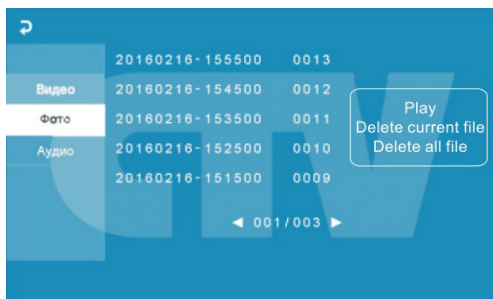 20160216-155500 0013
Видео 20160216-154500 0012
Фото 20160216-153500 0011
Аудио 20160216-152500 0010
20160216-151500 0009
Play
Delete current file
Delete all file
◀ 001/003 ▶
CTV